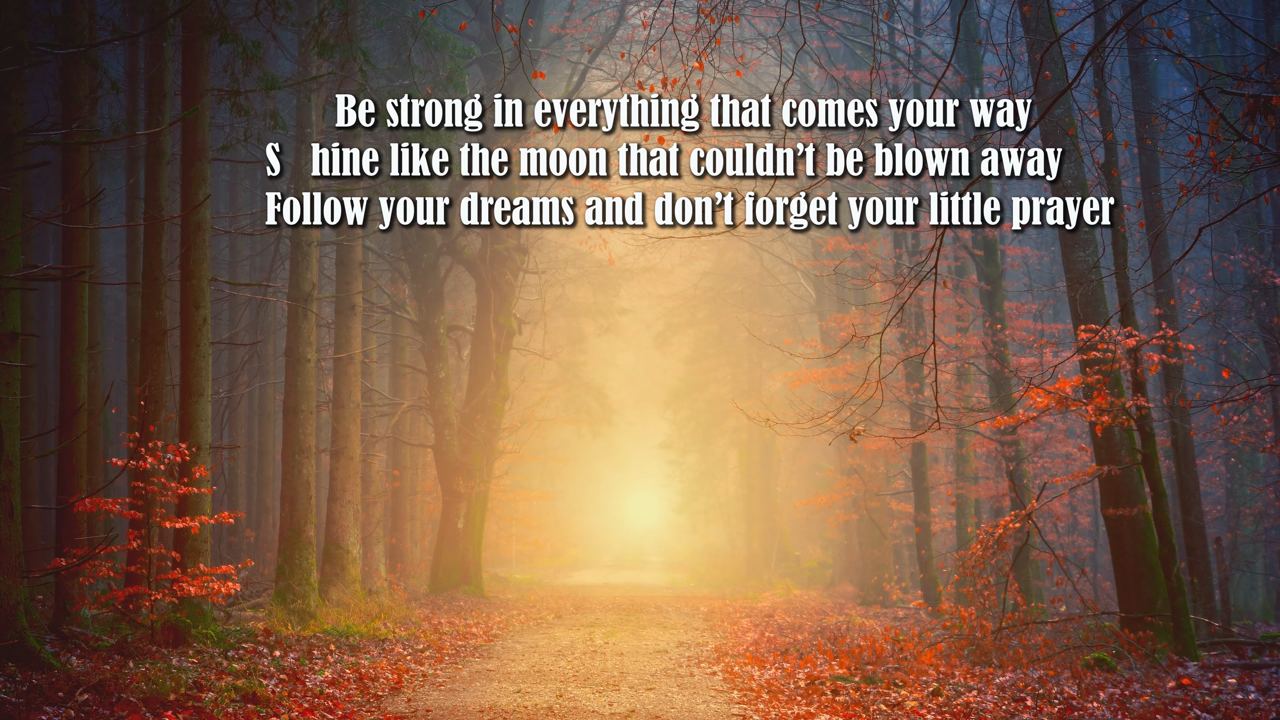 Be strong in everything that comes your way
S hine like the moon that couldn't be blown away
Follow your dreams and don't forget your little prayer